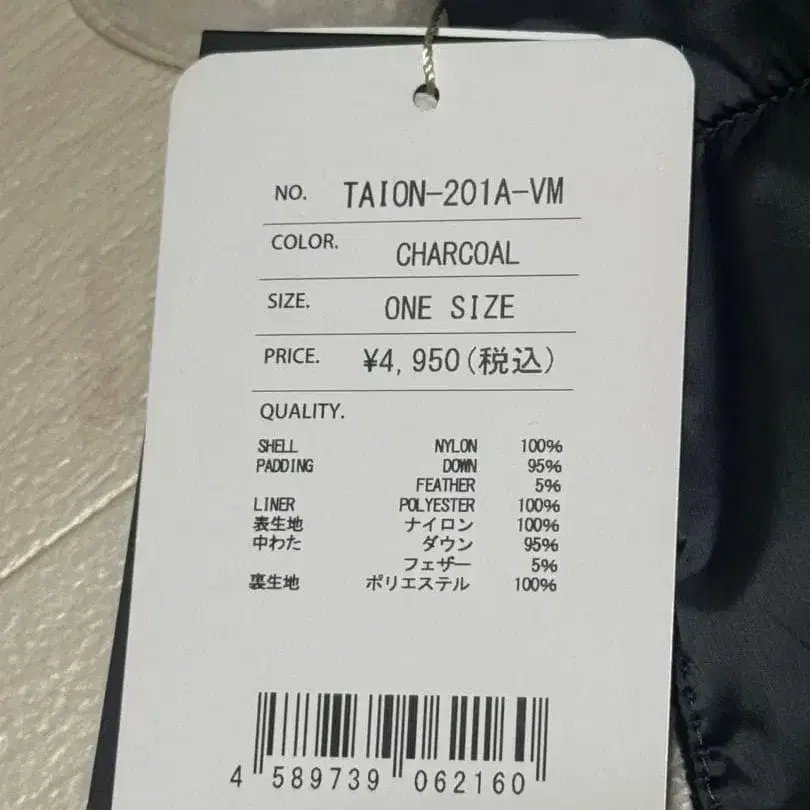 NO. TAION-201A-VM
COLOR. CHARCOAL
SIZE. ONE SIZE
PRICE. ¥4,950(税込)
QUALITY.
SHELL NYLON 100%
PADDING DOWN 95%
FEATHER 5%
LINER POLYESTER 100%
表生地 ナイロン 100%
中わた ダウン 95%
フェザー 5%
裏生地 ポリエステル 100%
4 589739 062160